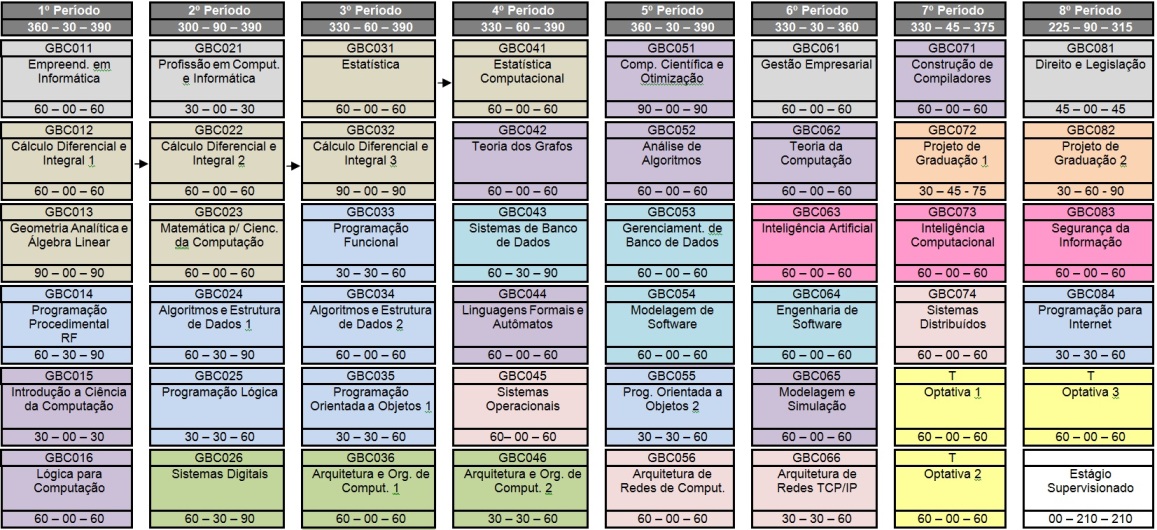 1º Periodo
360 – 30 – 390
GBC011
Empreend. em
Informática
60 – 00 – 60
GBC012
Cálculo Diferencial e
Integral 1
60 – 00 – 60
GBC013
Geometria Analítica e
Álgebra Linear
90 – 00 – 90
GBC014
Programação
Procedimental
RF
60 – 30 – 90
GBC015
Introdução a Ciência
da Computação
30 – 00 – 30
GBC016
Lógica para
Computação
60 – 00 – 60
2º Periodo
300 – 90 – 390
GBC021
Profissão em Comput.
e Informática
30 – 00 – 30
GBC022
Cálculo Diferencial e
Integral 2
60 – 00 – 60
GBC023
Matemática p/ Cienc.
da Computação
60 – 00 – 60
GBC024
Algoritmos e Estrutura
de Dados 1
60 – 30 – 90
GBC025
Programação Lógica
30 – 30 – 60
GBC026
Sistemas Digitais
60 – 30 – 90
3º Periodo
330 – 60 – 390
GBC031
Estatística
60 – 00 – 60
GBC032
Cálculo Diferencial e
Integral 3
90 – 00 – 90
GBC033
Programação
Funcional
30 – 30 – 60
GBC034
Algoritmos e Estrutura
de Dados 2
60 – 00 – 60
GBC035
Programação
Orientada a Objetos 1
30 – 30 – 60
GBC036
Arquitetura e Org. de
Comput. 1
60 – 00 – 60
4º Periodo
330 – 60 – 390
GBC041
Estatística
Computacional
60 – 00 – 60
GBC042
Teoria dos Grafos
60 – 00 – 60
GBC043
Sistemas de Banco
de Dados
60 – 30 – 90
GBC044
Linguagens Formais e
Autômatos
60 – 00 – 60
GBC045
Sistemas
Operacionais
60– 00 – 60
GBC046
Arquitetura e Org. de
Comput. 2
30 – 30 – 60
5º Periodo
360 – 30 – 390
GBC051
Comp. Científica e
Otimização
90 – 00 – 90
GBC052
Análise de
Algoritmos
60 – 00 – 60
GBC053
Gerenciament. de
Banco de Dados
60 – 00 – 60
GBC054
Modelagem de
Software
60 – 00 – 60
GBC055
Prog. Orientada a
Objetos 2
30 – 30 – 60
GBC056
Arquitetura de
Redes de Comput.
60 – 00 – 60
6º Periodo
330 – 30 – 360
GBC061
Gestão Empresarial
60 – 00 – 60
GBC062
Teoria da
Computação
60 – 00 – 60
GBC063
Inteligência Artificial
60 – 00 – 60
GBC064
Engenharia de
Software
60 – 00 – 60
GBC065
Modelagem e
Simulação
60 – 00 – 60
GBC066
Arquitetura de
Redes TCP/IP
30 – 30 – 60
7º Periodo
330 – 45 – 375
GBC071
Construção de
Compiladores
60 – 00 – 60
GBC072
Projeto de
Graduação 1
30 – 45 - 75
GBC073
Inteligência
Computacional
60 – 00 – 60
GBC074
Sistemas
Distribuídos
60 – 00 – 60
T
Optativa 1
60 – 00 – 60
T
Optativa 2
60 – 00 – 60
8º Periodo
225 – 90 – 315
GBC081
Direito e Legislação
45 – 00 – 45
GBC082
Projeto de
Graduação 2
30 – 60 - 90
GBC083
Segurança da
Informação
60 – 00 – 60
GBC084
Programação para
Internet
30 – 30 – 60
T
Optativa 3
60 – 00 – 60
Estágio
Supervisionado
00 – 210 – 210